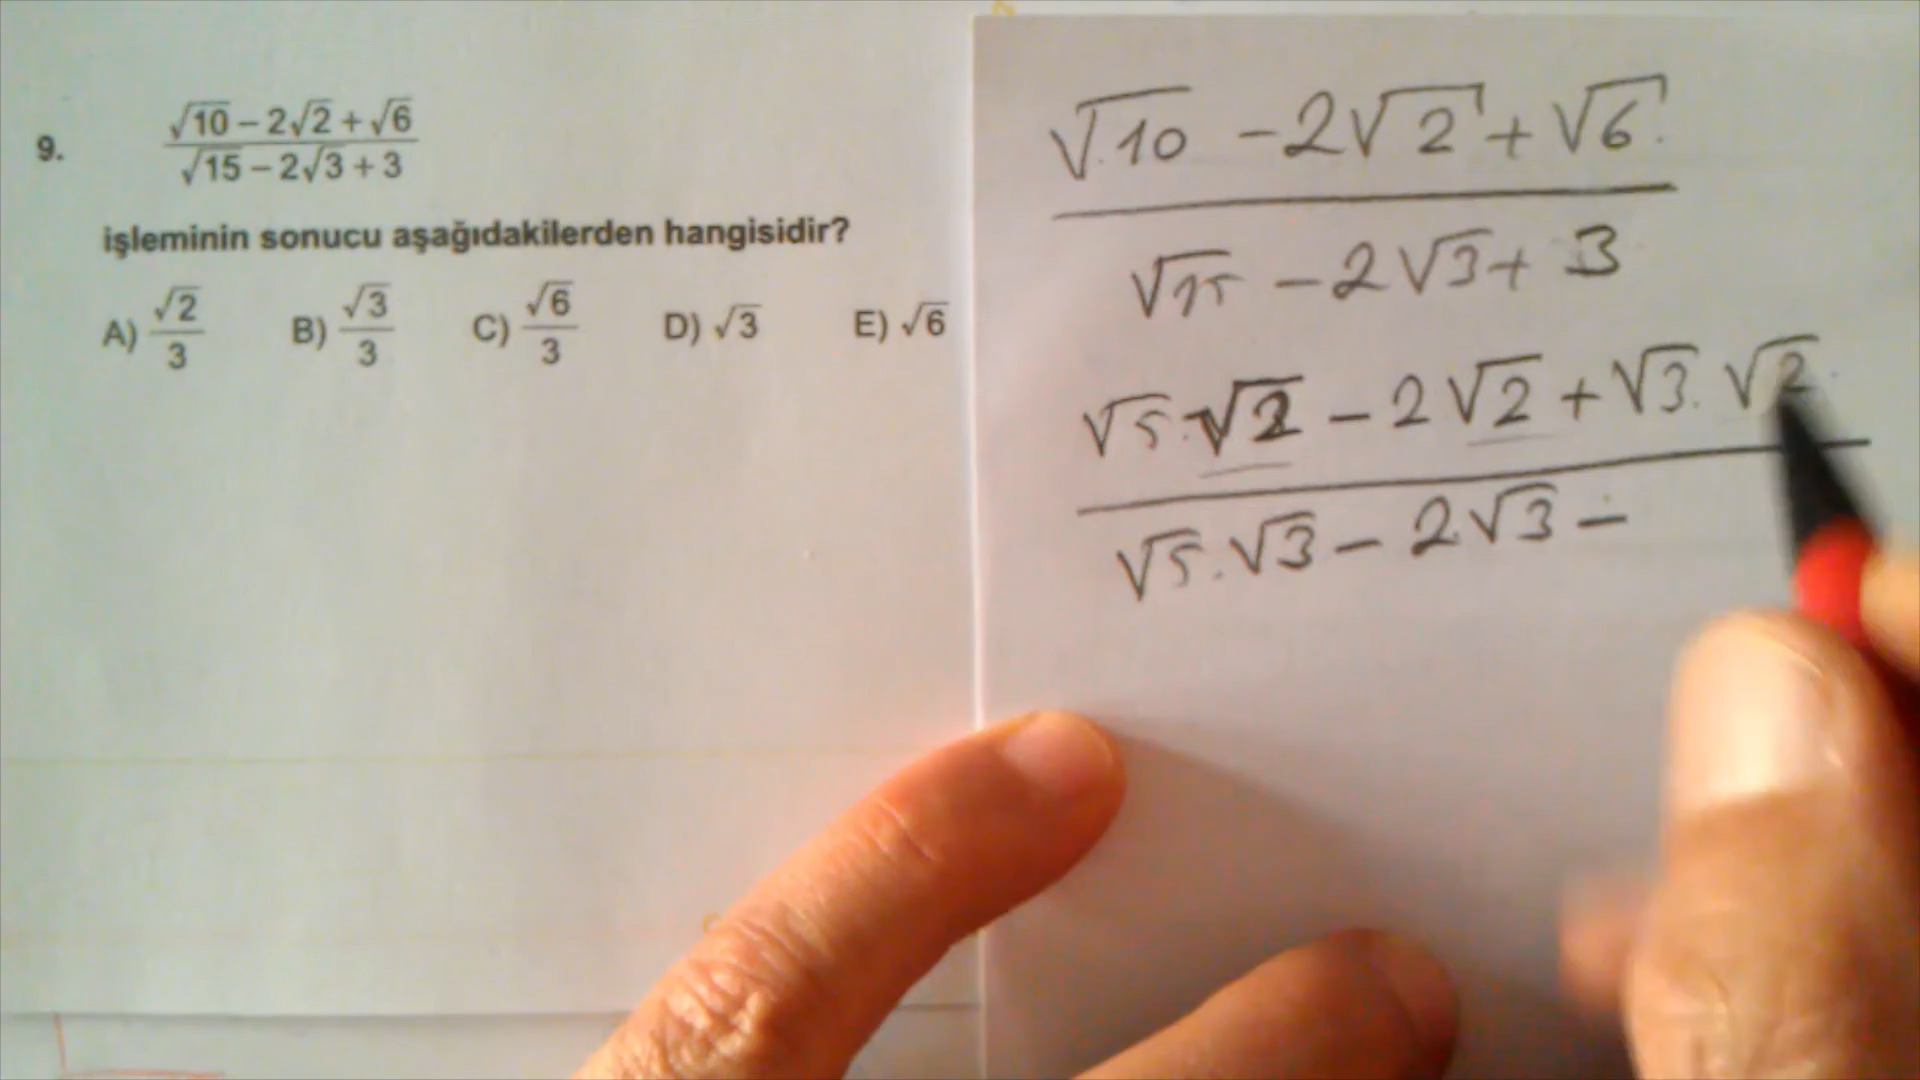 9. (√10 − 2√2 + √6) / (√15 − 2√3 + 3)
işleminin sonucu aşağıdakilerden hangisidir?
A) √2/3 B) √3/3 C) √6/3 D) √3 E) √6
√10 − 2√2 + √6
√15 − 2√3 + 3
√5.√2 − 2√2 + √3.√2
√5.√3 − 2√3 −